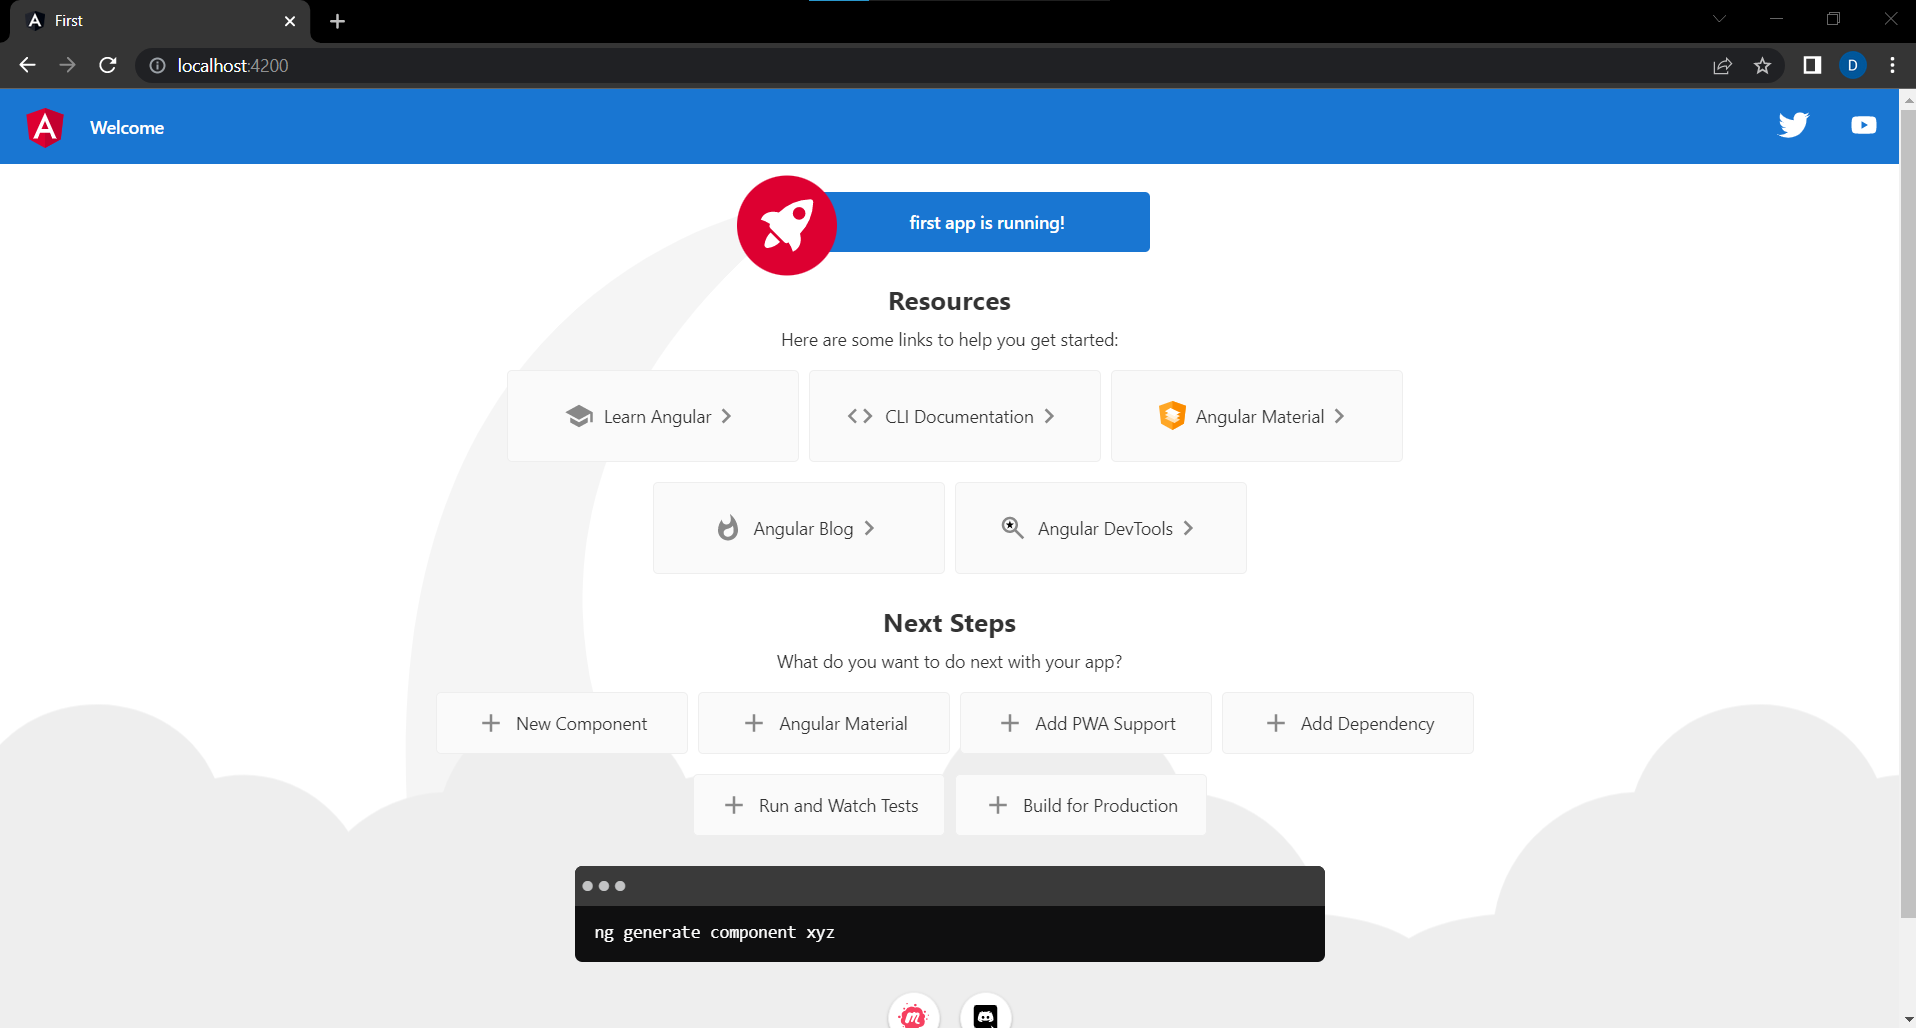 First
localhost:4200
D
Welcome
first app is running!
Resources
Here are some links to help you get started:
Learn Angular
CLI Documentation
Angular Material
Angular Blog
Angular DevTools
Next Steps
What do you want to do next with your app?
New Component
Angular Material
Add PWA Support
Add Dependency
Run and Watch Tests
Build for Production
ng generate component xyz